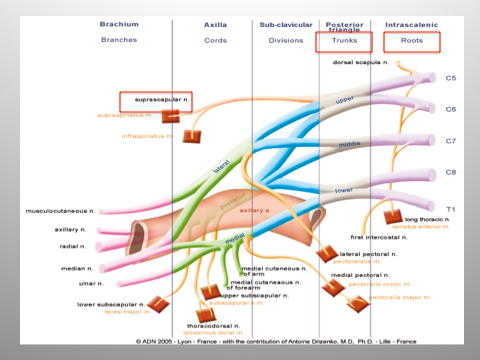 Brachium
Axilla
Sub-clavicular
Posterior
triangle
Intrascalenic
Branches
Cords
Divisions
Trunks
Roots
dorsal scapula n.
C5
suprascapular n.
upper
C6
supraspinatus m.
infraspinatus m.
middle
C7
lateral
C8
lower
posterior
musculocutaneous n.
axillary a.
T1
long thoracic n.
serratus anterior m.
axillary n.
medial
first intercostal n.
radial n.
lateral pectoral n.
pectoralis m.
median n.
medial cutaneous n.
of arm
medial pectoral n.
ulnar n.
medial cutaneous n.
of forearm
pectoralis minor m.
upper subscapular n.
subscapularis m.
pectoralis major m.
lower subscapular n.
teres major m.
thoracodorsal n.
latissimus dorsi m.
© ADN 2005 - Lyon - France - with the contribution of Antoine Drizenko, M.D, Ph.D. - Lille - France